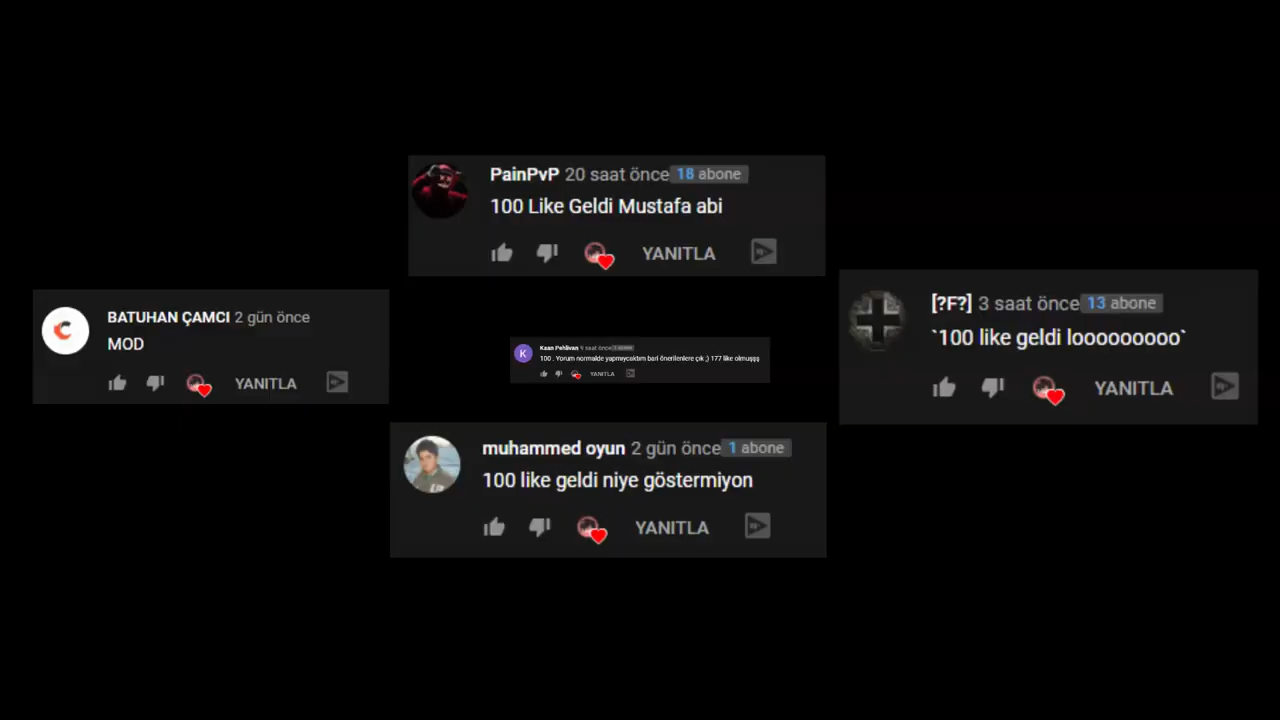 PainPvP 20 saat önce 18 abone
100 Like Geldi Mustafa abi
YANITLA
BATUHAN ÇAMCI 2 gün önce
MOD
YANITLA
K
Kaan Pehlivan 9 saat önce 1 abone
100 . Yorum normalde yapmıycaktım bari önerilenlere çık ;) 177 like olmuşşş
YANITLA
[?F?] 3 saat önce 13 abone
`100 like geldi looooooooo`
YANITLA
muhammed oyun 2 gün önce 1 abone
100 like geldi niye göstermiyon
YANITLA